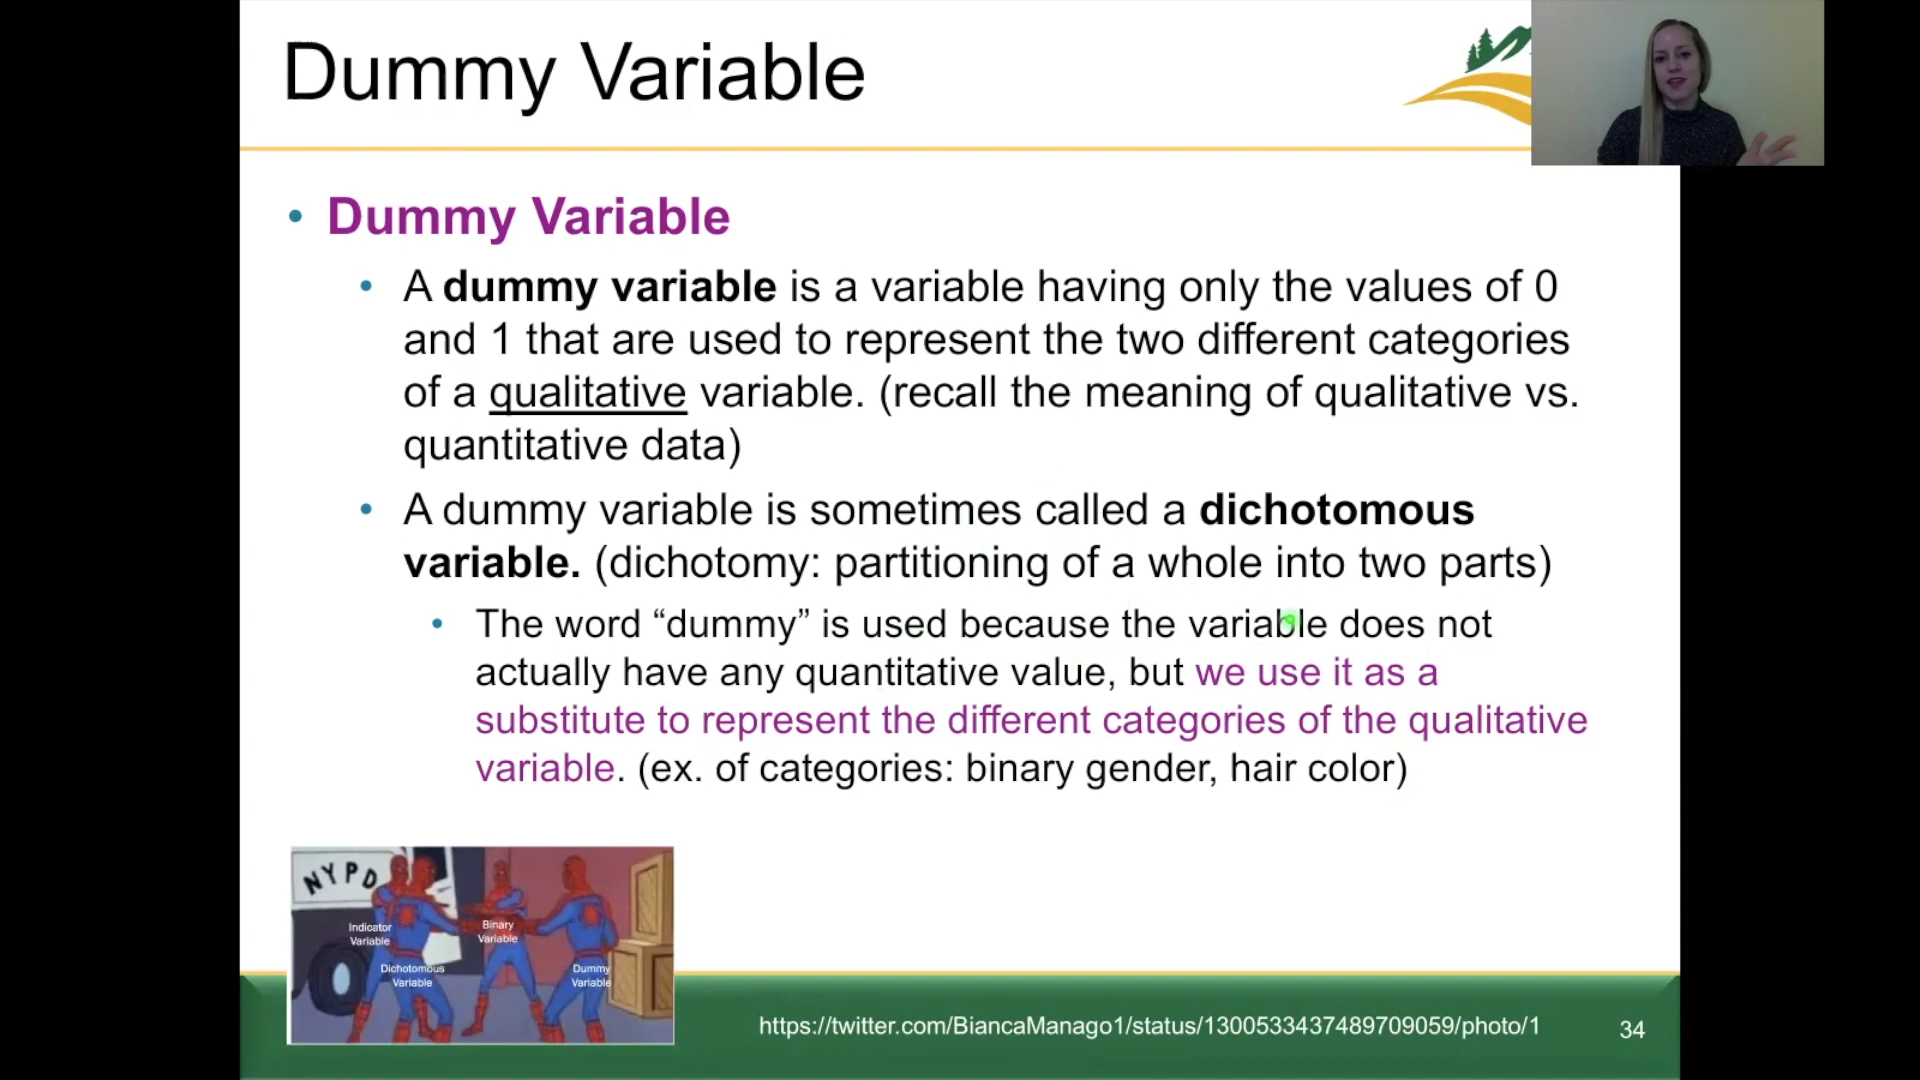 Dummy Variable
• Dummy Variable
• A dummy variable is a variable having only the values of 0
and 1 that are used to represent the two different categories
of a qualitative variable. (recall the meaning of qualitative vs.
quantitative data)
• A dummy variable is sometimes called a dichotomous
variable. (dichotomy: partitioning of a whole into two parts)
• The word “dummy” is used because the variable does not
actually have any quantitative value, but we use it as a
substitute to represent the different categories of the qualitative
variable. (ex. of categories: binary gender, hair color)
NYPD
Indicator
Variable
Binary
Variable
Dichotomous
Variable
Dummy
Variable
https://twitter.com/BiancaManago1/status/1300533437489709059/photo/1
34